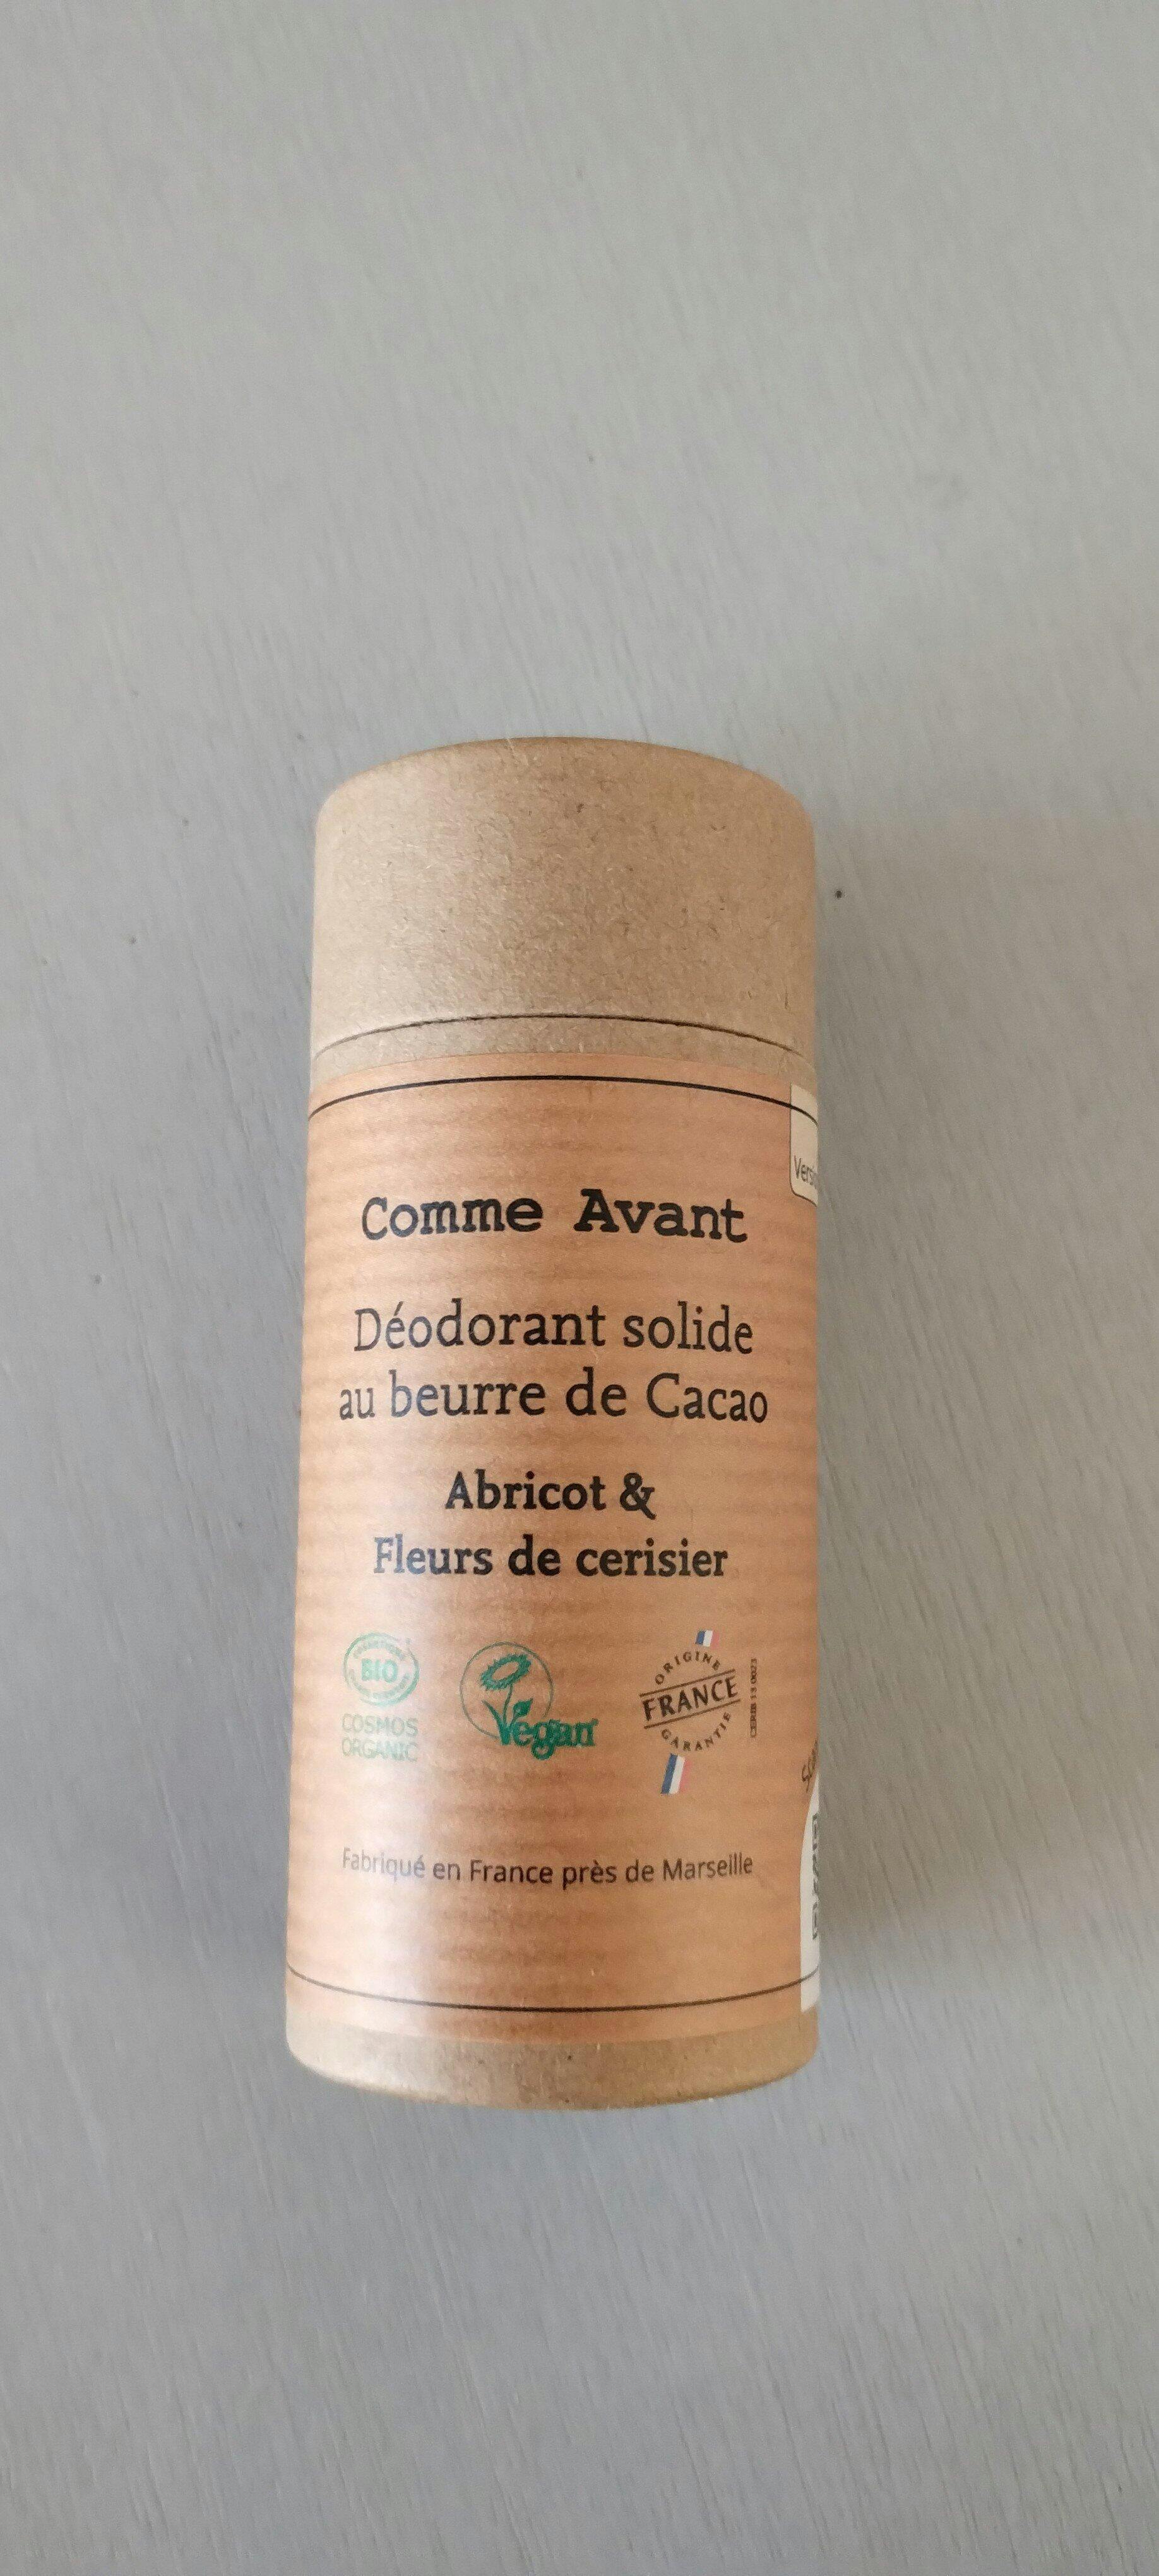 Comme Avant
Déodorant solide
au beurre de Cacao
Abricot &
Fleurs de cerisier
BIO
COSMOS
ORGANIC
Vegan
ORIGINE
FRANCE
GARANTIE
Fabriqué en France près de Marseille